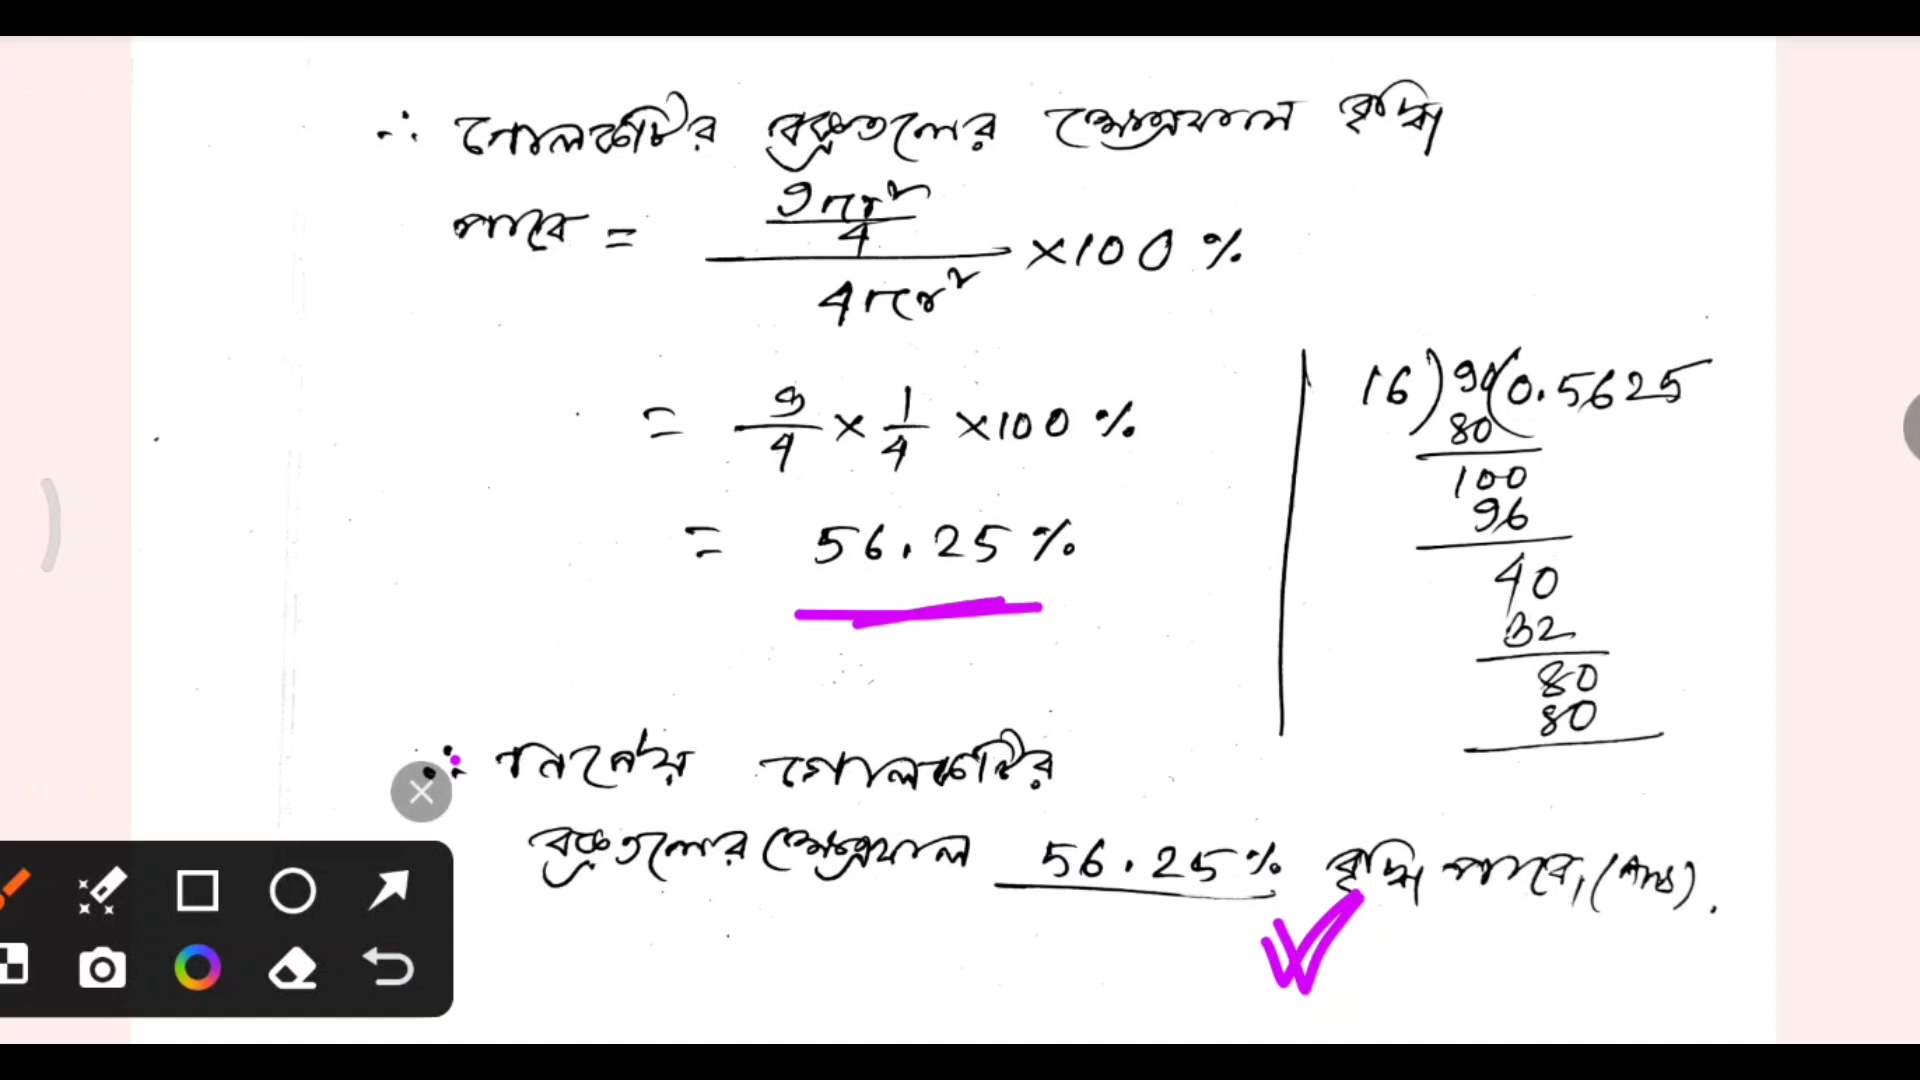 ∴ গোলকটির বক্রতলের ক্ষেত্রফল বৃদ্ধি
পাবে = (9πr²/4)/(4πr²) ×100 %
= 9/4 × 1/4 ×100 %
= 56.25 %
16) 90 (0.5625
80
100
96
40
32
80
80
∴ নির্ণেয় গোলকটির
বক্রতলের ক্ষেত্রফল 56.25% বৃদ্ধি পাবে, (Ans).